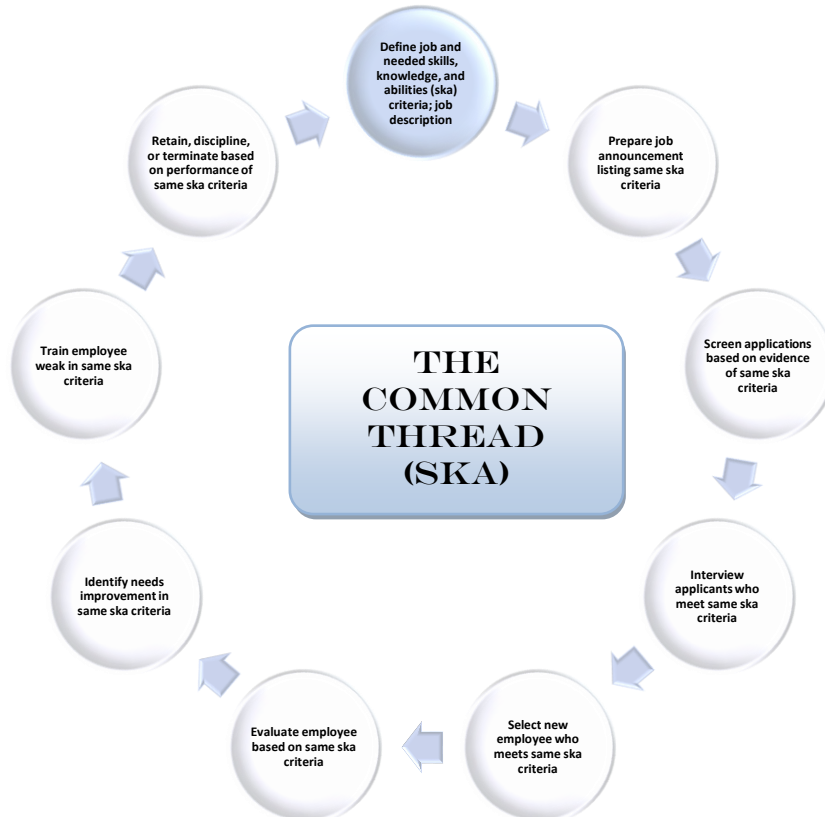 Define job and
needed skills,
knowledge, and
abilities (ska)
criteria; job
description
Prepare job
announcement
listing same ska
criteria
Screen applications
based on evidence
of same ska
criteria
Interview
applicants who
meet same ska
criteria
Select new
employee who
meets same ska
criteria
Evaluate employee
based on same ska
criteria
Identify needs
improvement in
same ska criteria
Train employee
weak in same ska
criteria
Retain, discipline,
or terminate based
on performance of
same ska criteria
THE
COMMON
THREAD
(SKA)